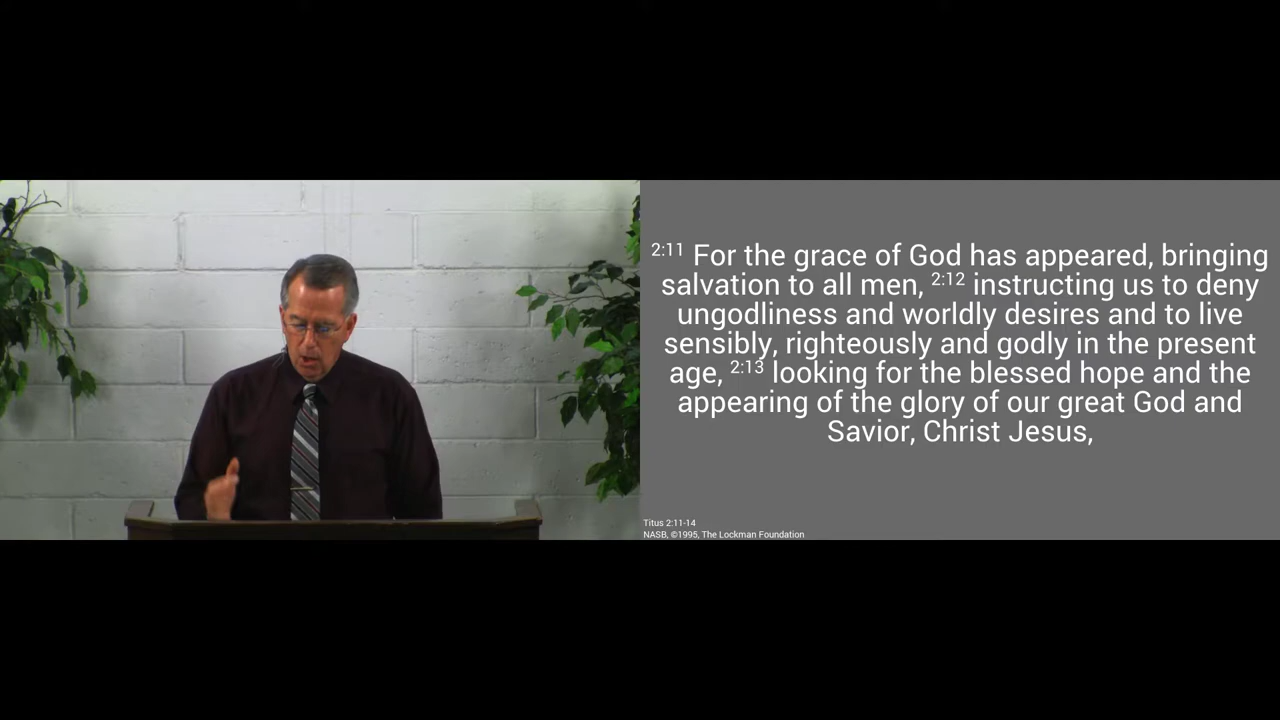 2:11 For the grace of God has appeared, bringing
salvation to all men, 2:12 instructing us to deny
ungodliness and worldly desires and to live
sensibly, righteously and godly in the present
age, 2:13 looking for the blessed hope and the
appearing of the glory of our great God and
Savior, Christ Jesus,
Titus 2:11-14
NASB, ©1995, The Lockman Foundation